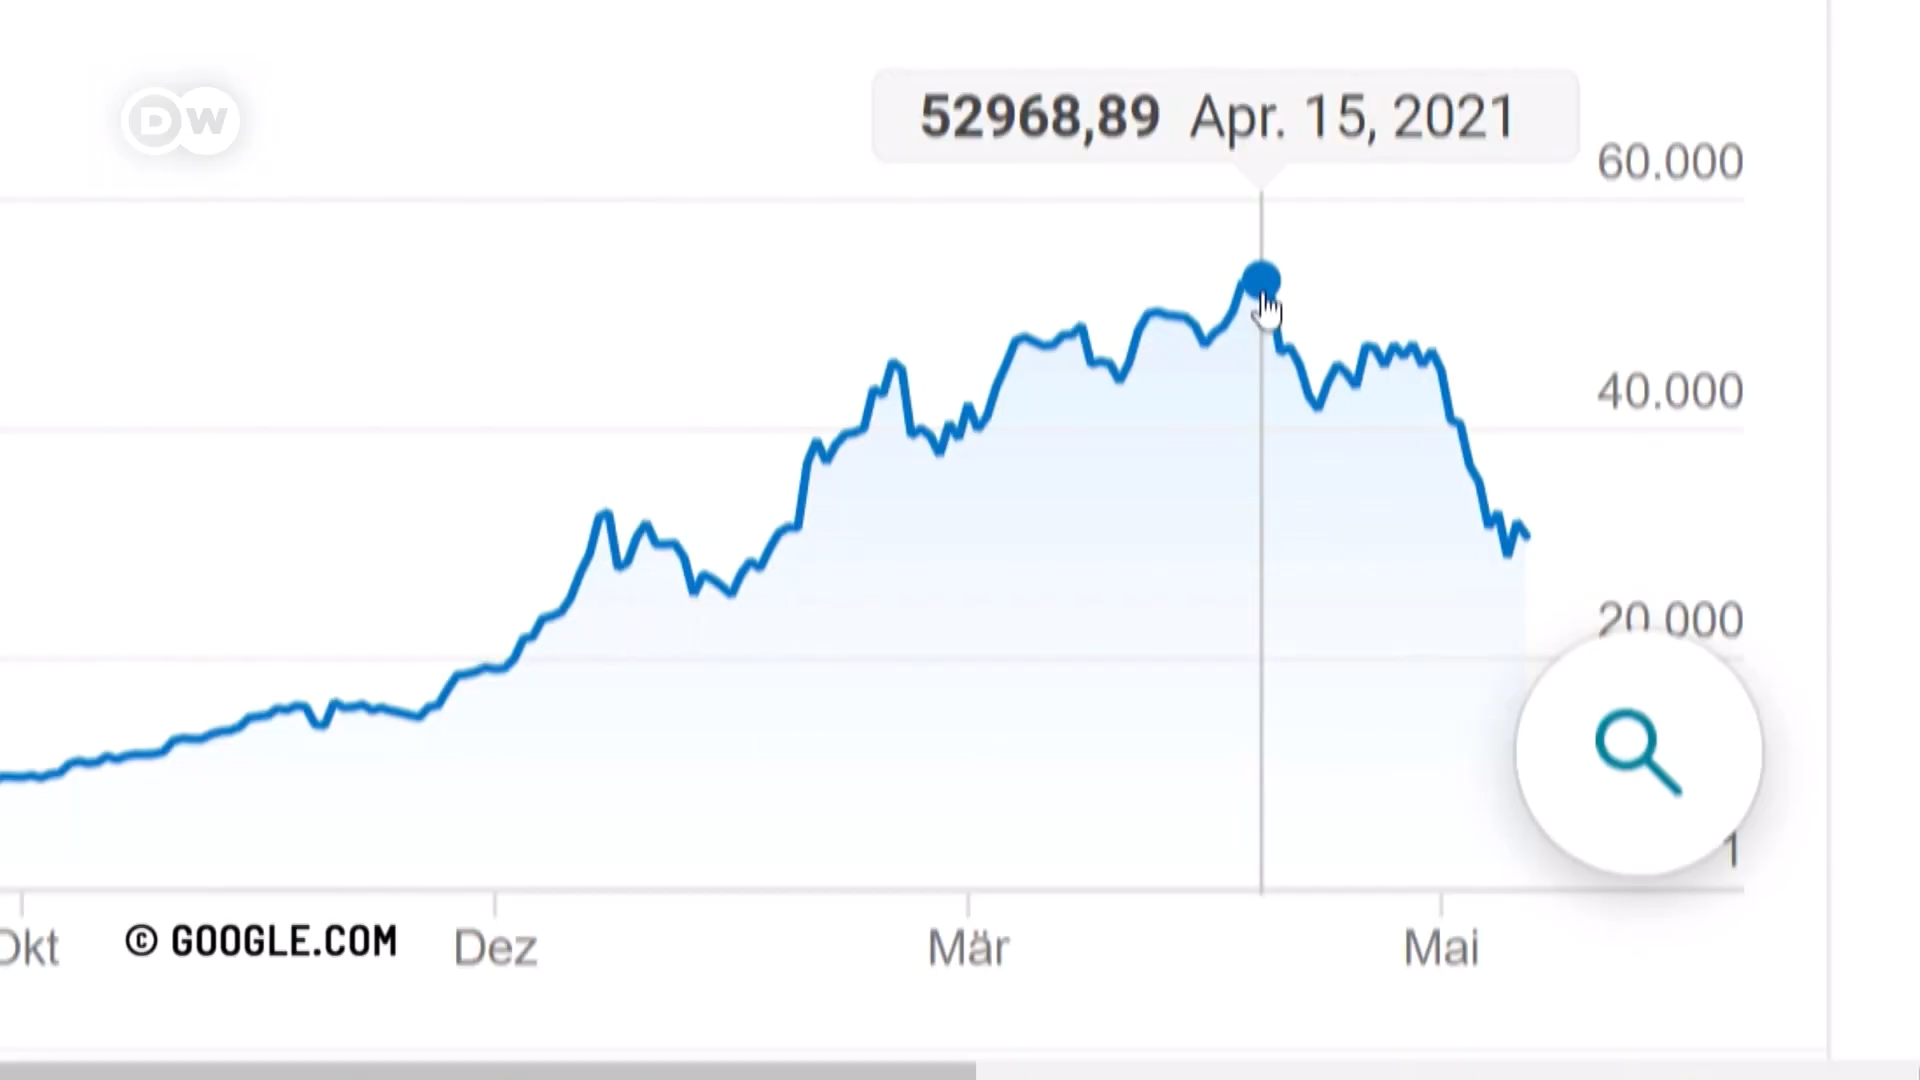 DW
52968,89 Apr. 15, 2021
60.000
40.000
20.000
1
Okt Dez Mär Mai
© GOOGLE.COM